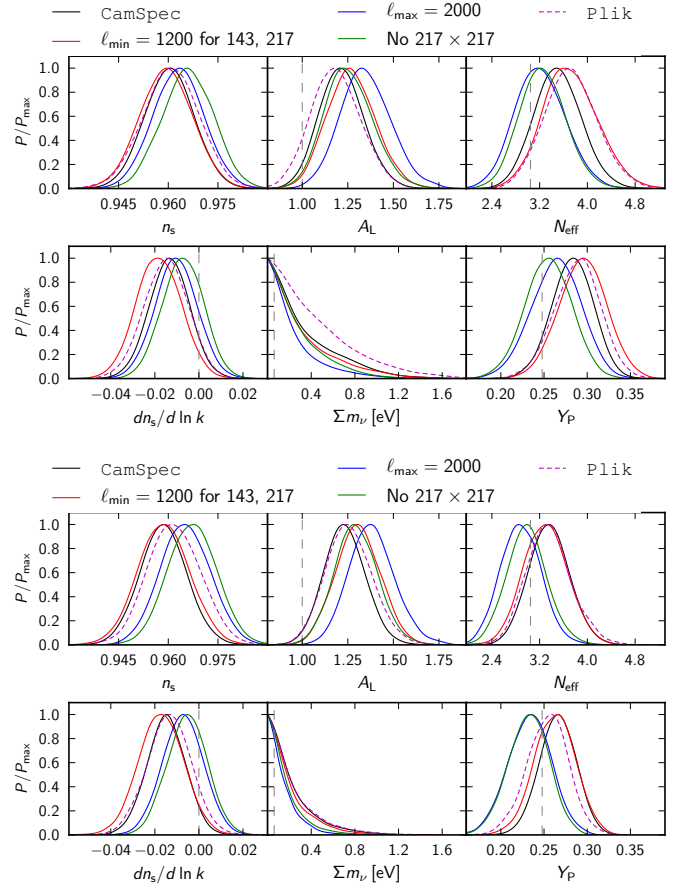 CamSpec ℓmax = 2000 Plik
ℓmin = 1200 for 143, 217 No 217 × 217
P/Pmax
1.0
0.8
0.6
0.4
0.2
0.0
0.945 0.960 0.975 1.00 1.25 1.50 1.75 2.4 3.2 4.0 4.8
ns AL Neff
P/Pmax
1.0
0.8
0.6
0.4
0.2
0.0
−0.04 −0.02 0.00 0.4 0.8 1.2 1.6 0.20 0.25 0.30 0.35
dns/d ln k Σmν [eV] YP
CamSpec ℓmax = 2000 Plik
ℓmin = 1200 for 143, 217 No 217 × 217
P/Pmax
1.0
0.8
0.6
0.4
0.2
0.0
0.945 0.960 0.975 1.00 1.25 1.50 1.75 2.4 3.2 4.0 4.8
ns AL Neff
P/Pmax
1.0
0.8
0.6
0.4
0.2
0.0
−0.04 −0.02 0.00 0.4 0.8 1.2 1.6 0.20 0.25 0.30 0.35
dns/d ln k Σmν [eV] YP